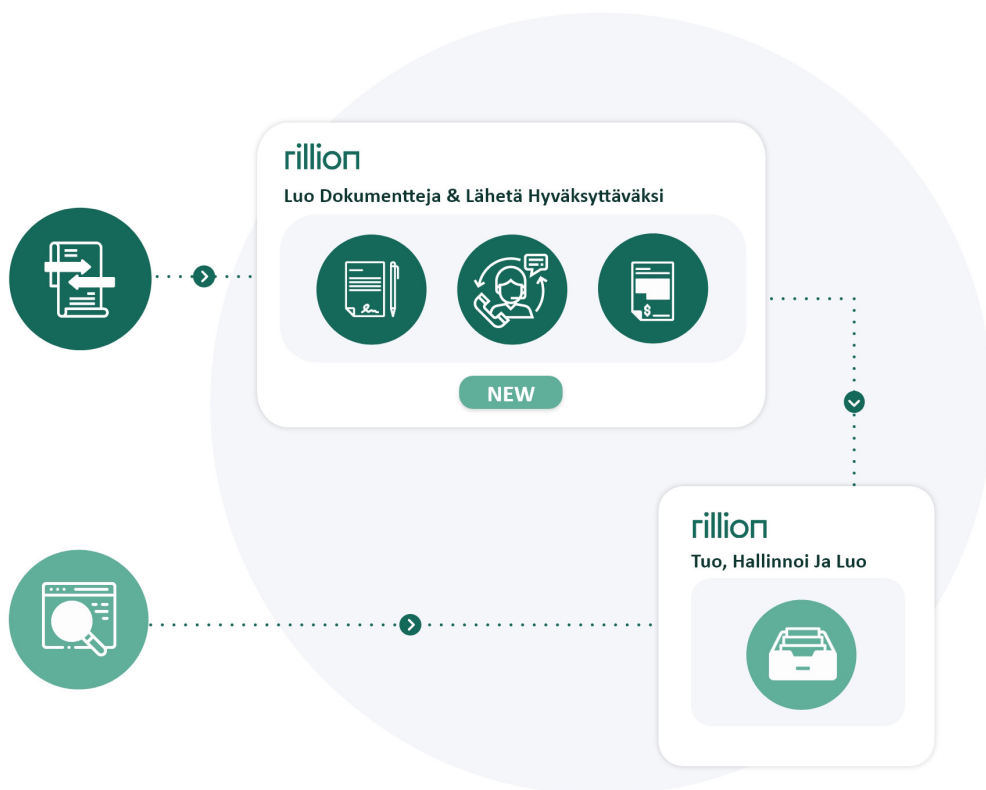 rillion
Luo Dokumentteja & Lähetä Hyväksyttäväksi
$
NEW
rillion
Tuo, Hallinnoi Ja Luo